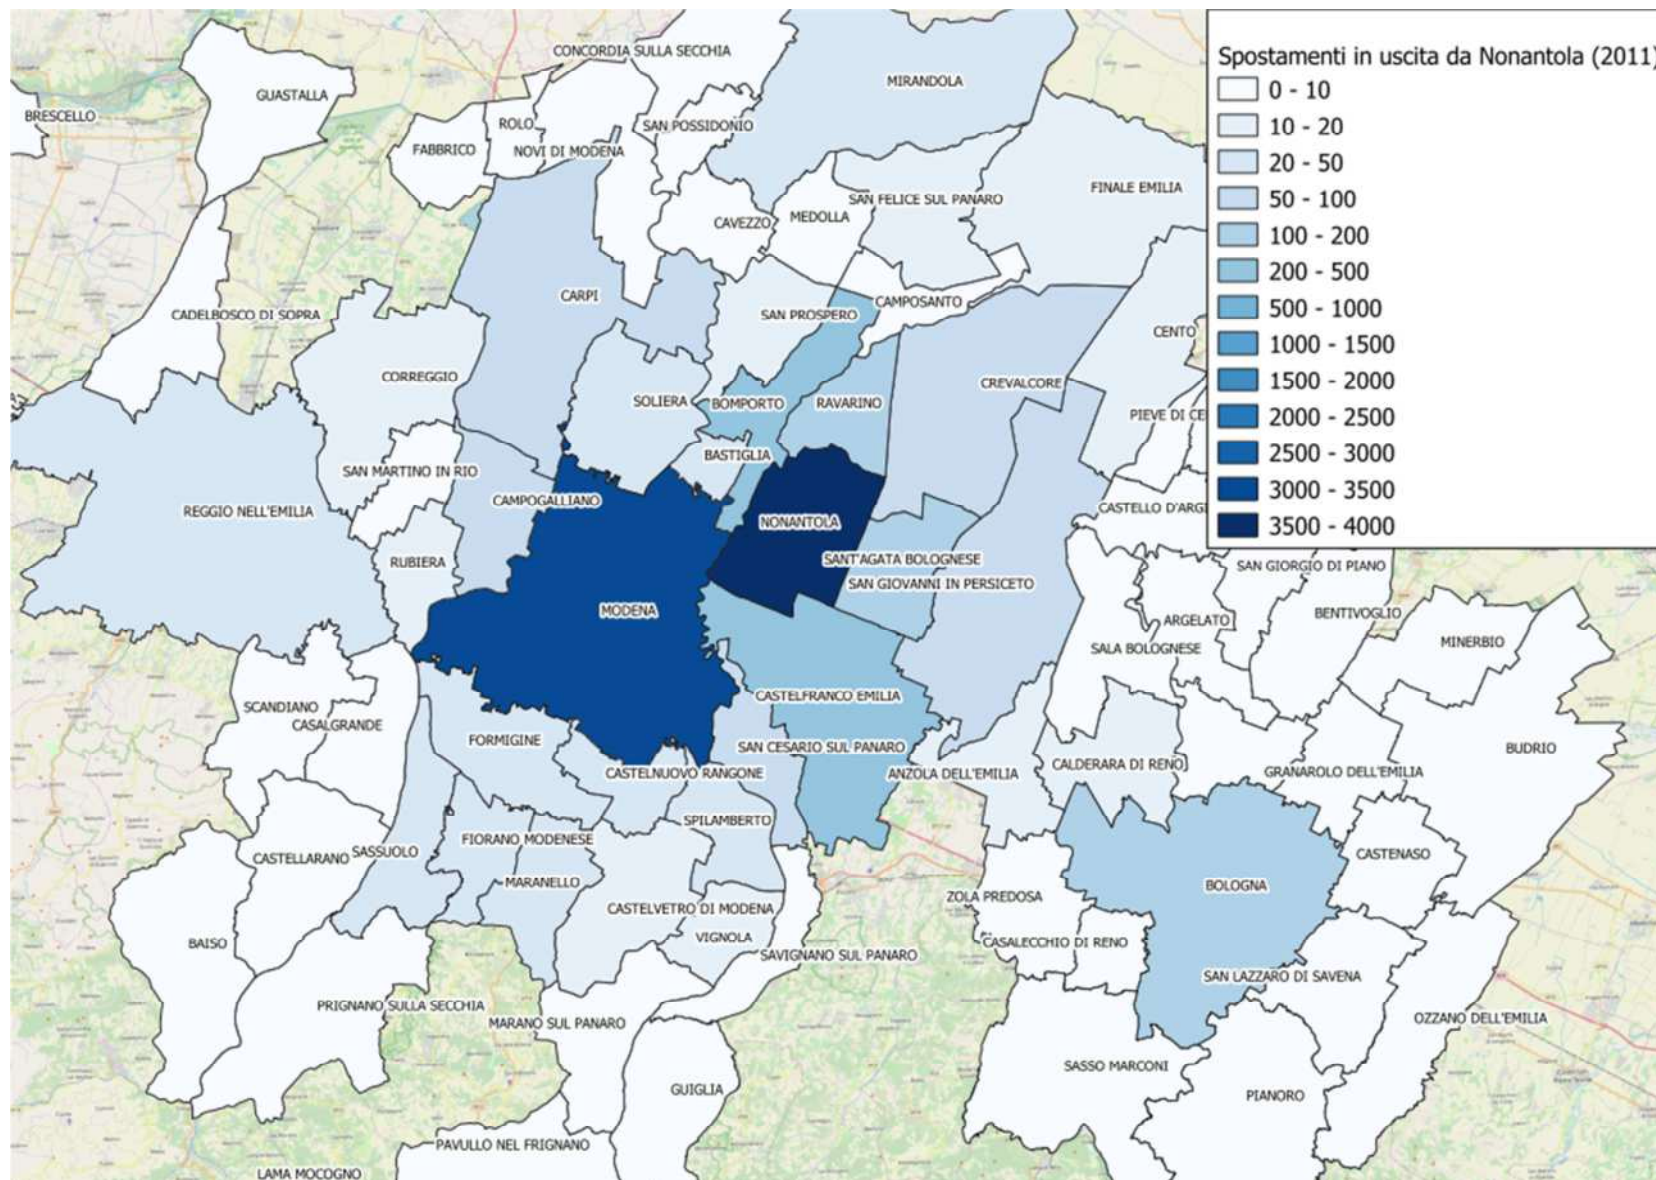 Spostamenti in uscita da Nonantola (2011)
0 - 10
10 - 20
20 - 50
50 - 100
100 - 200
200 - 500
500 - 1000
1000 - 1500
1500 - 2000
2000 - 2500
2500 - 3000
3000 - 3500
3500 - 4000
CONCORDIA SULLA SECCHIA
MIRANDOLA
GUASTALLA
BRESCELLO
ROLO
SAN POSSIDONIO
FABBRICO
NOVI DI MODENA
FINALE EMILIA
SAN FELICE SUL PANARO
CAVEZZO
MEDOLLA
CARPI
CAMPOSANTO
CADELBOSCO DI SOPRA
SAN PROSPERO
CENTO
CORREGGIO
CREVALCORE
SOLIERA
BOMPORTO
RAVARINO
PIEVE DI CE
BASTIGLIA
SAN MARTINO IN RIO
CAMPOGALLIANO
REGGIO NELL'EMILIA
CASTELLO D'ARGI
NONANTOLA
RUBIERA
SANT'AGATA BOLOGNESE
SAN GIORGIO DI PIANO
SAN GIOVANNI IN PERSICETO
MODENA
BENTIVOGLIO
ARGELATO
MINERBIO
SALA BOLOGNESE
CASTELFRANCO EMILIA
SCANDIANO
CASALGRANDE
FORMIGINE
SAN CESARIO SUL PANARO
BUDRIO
CASTELNUOVO RANGONE
ANZOLA DELL'EMILIA
CALDERARA DI RENO
GRANAROLO DELL'EMILIA
SPILAMBERTO
FIORANO MODENESE
CASTELLARANO
SASSUOLO
CASTENASO
MARANELLO
BOLOGNA
ZOLA PREDOSA
CASTELVETRO DI MODENA
VIGNOLA
BAISO
CASALECCHIO DI RENO
SAVIGNANO SUL PANARO
SAN LAZZARO DI SAVENA
PRIGNANO SULLA SECCHIA
MARANO SUL PANARO
OZZANO DELL'EMILIA
SASSO MARCONI
GUIGLIA
PIANORO
PAVULLO NEL FRIGNANO
LAMA MOCOGNO